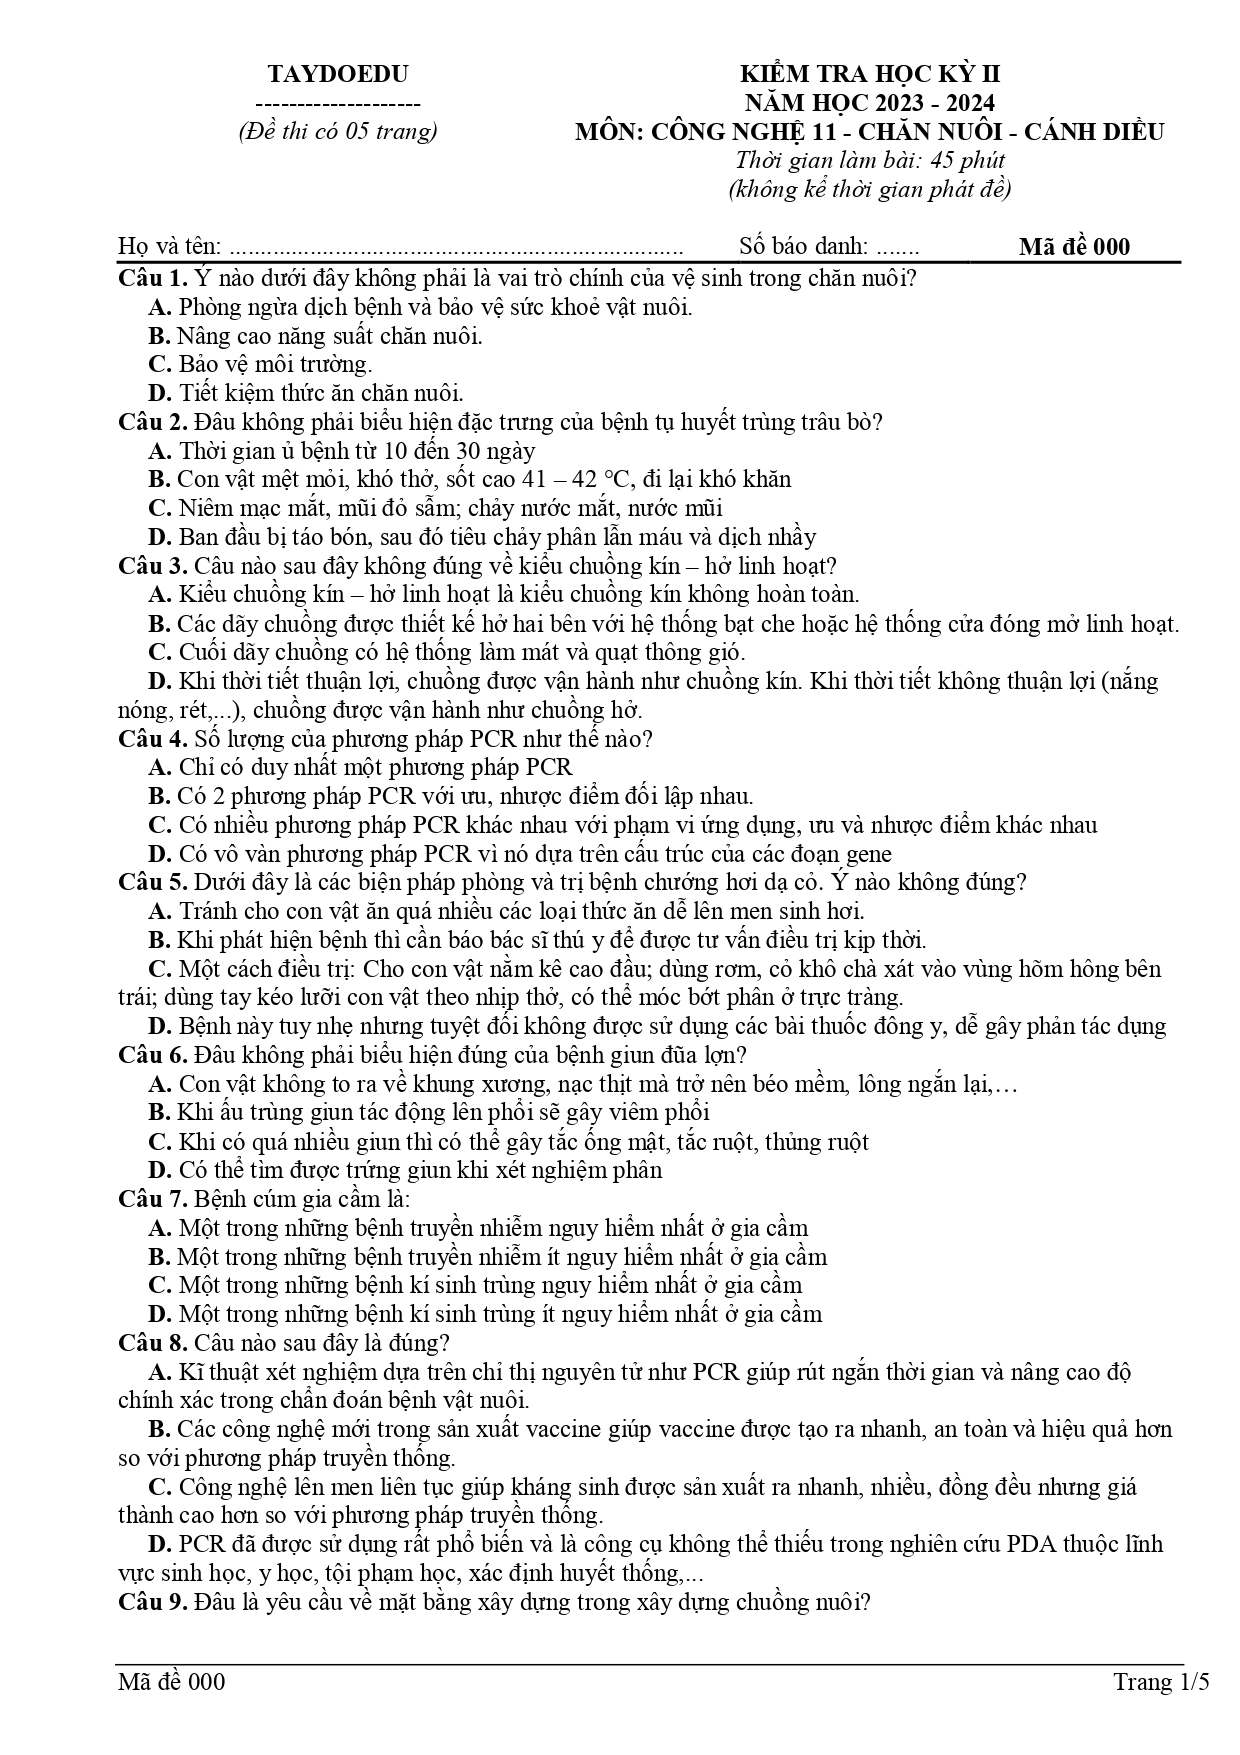 TAYDOEDU
--------------------
(Đề thi có 05 trang)
KIỂM TRA HỌC KỲ II
NĂM HỌC 2023 - 2024
MÔN: CÔNG NGHỆ 11 - CHĂN NUÔI - CÁNH DIỀU
Thời gian làm bài: 45 phút
(không kể thời gian phát đề)
Họ và tên: ......................................................................... Số báo danh: ....... Mã đề 000
Câu 1. Ý nào dưới đây không phải là vai trò chính của vệ sinh trong chăn nuôi?
A. Phòng ngừa dịch bệnh và bảo vệ sức khoẻ vật nuôi.
B. Nâng cao năng suất chăn nuôi.
C. Bảo vệ môi trường.
D. Tiết kiệm thức ăn chăn nuôi.
Câu 2. Đâu không phải biểu hiện đặc trưng của bệnh tụ huyết trùng trâu bò?
A. Thời gian ủ bệnh từ 10 đến 30 ngày
B. Con vật mệt mỏi, khó thở, sốt cao 41 – 42 °C, đi lại khó khăn
C. Niêm mạc mắt, mũi đỏ sẫm; chảy nước mắt, nước mũi
D. Ban đầu bị táo bón, sau đó tiêu chảy phân lẫn máu và dịch nhầy
Câu 3. Câu nào sau đây không đúng về kiểu chuồng kín – hở linh hoạt?
A. Kiểu chuồng kín – hở linh hoạt là kiểu chuồng kín không hoàn toàn.
B. Các dãy chuồng được thiết kế hở hai bên với hệ thống bạt che hoặc hệ thống cửa đóng mở linh hoạt.
C. Cuối dãy chuồng có hệ thống làm mát và quạt thông gió.
D. Khi thời tiết thuận lợi, chuồng được vận hành như chuồng kín. Khi thời tiết không thuận lợi (nắng
nóng, rét,...), chuồng được vận hành như chuồng hở.
Câu 4. Số lượng của phương pháp PCR như thế nào?
A. Chỉ có duy nhất một phương pháp PCR
B. Có 2 phương pháp PCR với ưu, nhược điểm đối lập nhau.
C. Có nhiều phương pháp PCR khác nhau với phạm vi ứng dụng, ưu và nhược điểm khác nhau
D. Có vô vàn phương pháp PCR vì nó dựa trên cấu trúc của các đoạn gene
Câu 5. Dưới đây là các biện pháp phòng và trị bệnh chướng hơi dạ cỏ. Ý nào không đúng?
A. Tránh cho con vật ăn quá nhiều các loại thức ăn dễ lên men sinh hơi.
B. Khi phát hiện bệnh thì cần báo bác sĩ thú y để được tư vấn điều trị kịp thời.
C. Một cách điều trị: Cho con vật nằm kê cao đầu; dùng rơm, cỏ khô chà xát vào vùng hõm hông bên
trái; dùng tay kéo lưỡi con vật theo nhịp thở, có thể móc bớt phân ở trực tràng.
D. Bệnh này tuy nhẹ nhưng tuyệt đối không được sử dụng các bài thuốc đông y, dễ gây phản tác dụng
Câu 6. Đâu không phải biểu hiện đúng của bệnh giun đũa lợn?
A. Con vật không to ra về khung xương, nạc thịt mà trở nên béo mềm, lông ngắn lại,…
B. Khi ấu trùng giun tác động lên phổi sẽ gây viêm phổi
C. Khi có quá nhiều giun thì có thể gây tắc ống mật, tắc ruột, thủng ruột
D. Có thể tìm được trứng giun khi xét nghiệm phân
Câu 7. Bệnh cúm gia cầm là:
A. Một trong những bệnh truyền nhiễm nguy hiểm nhất ở gia cầm
B. Một trong những bệnh truyền nhiễm ít nguy hiểm nhất ở gia cầm
C. Một trong những bệnh kí sinh trùng nguy hiểm nhất ở gia cầm
D. Một trong những bệnh kí sinh trùng ít nguy hiểm nhất ở gia cầm
Câu 8. Câu nào sau đây là đúng?
A. Kĩ thuật xét nghiệm dựa trên chỉ thị nguyên tử như PCR giúp rút ngắn thời gian và nâng cao độ
chính xác trong chẩn đoán bệnh vật nuôi.
B. Các công nghệ mới trong sản xuất vaccine giúp vaccine được tạo ra nhanh, an toàn và hiệu quả hơn
so với phương pháp truyền thống.
C. Công nghệ lên men liên tục giúp kháng sinh được sản xuất ra nhanh, nhiều, đồng đều nhưng giá
thành cao hơn so với phương pháp truyền thống.
D. PCR đã được sử dụng rất phổ biến và là công cụ không thể thiếu trong nghiên cứu PDA thuộc lĩnh
vực sinh học, y học, tội phạm học, xác định huyết thống,...
Câu 9. Đâu là yêu cầu về mặt bằng xây dựng trong xây dựng chuồng nuôi?
Mã đề 000 Trang 1/5